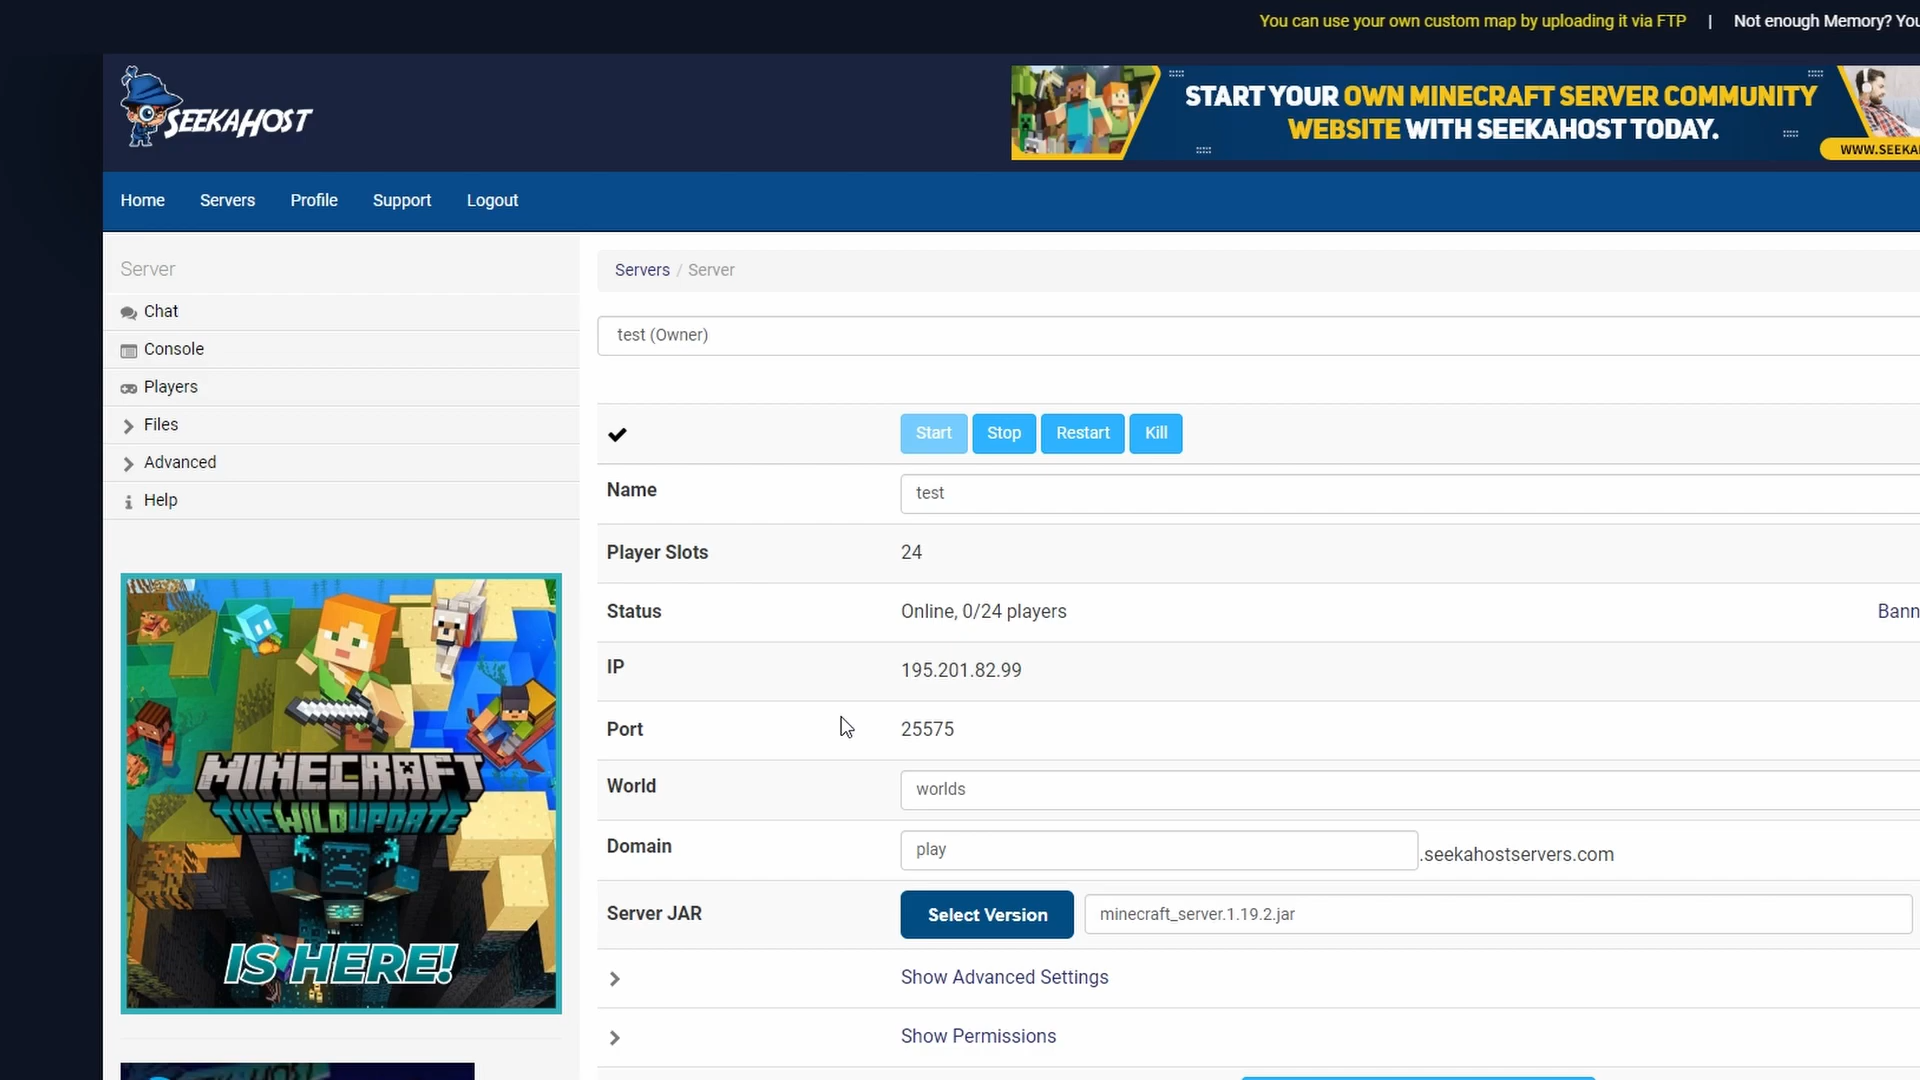 You can use your own custom map by uploading it via FTP | Not enough Memory? You
SEEKAHOST
START YOUR OWN MINECRAFT SERVER COMMUNITY
WEBSITE WITH SEEKAHOST TODAY.
WWW.SEEKA
Home Servers Profile Support Logout
Server
Chat
Console
Players
Files
Advanced
Help
MINECRAFT
THE WILD UPDATE
IS HERE!
Servers / Server
test (Owner)
Start Stop Restart Kill
Name test
Player Slots 24
Status Online, 0/24 players Bann
IP 195.201.82.99
Port 25575
World worlds
Domain play .seekahostservers.com
Server JAR Select Version minecraft_server.1.19.2.jar
Show Advanced Settings
Show Permissions